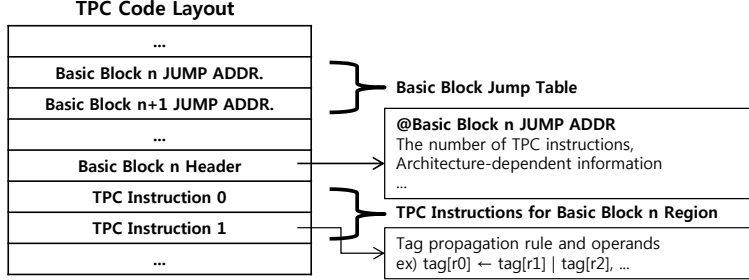 TPC Code Layout
...
Basic Block n JUMP ADDR.
Basic Block n+1 JUMP ADDR.
...
Basic Block n Header
TPC Instruction 0
TPC Instruction 1
...
Basic Block Jump Table
@Basic Block n JUMP ADDR
The number of TPC instructions,
Architecture-dependent information
...
TPC Instructions for Basic Block n Region
Tag propagation rule and operands
ex) tag[r0] ← tag[r1] | tag[r2], ...